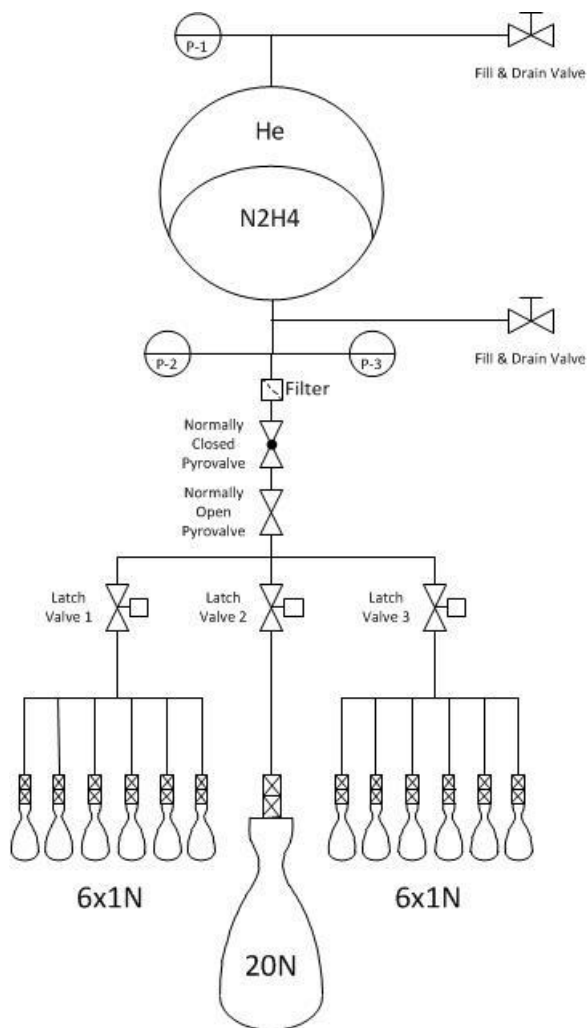 P-1
Fill & Drain Valve
He
N2H4
Fill & Drain Valve
P-2
P-3
Filter
Normally
Closed
Pyrovalve
Normally
Open
Pyrovalve
Latch
Valve 1
Latch
Valve 2
Latch
Valve 3
6x1N
6x1N
20N